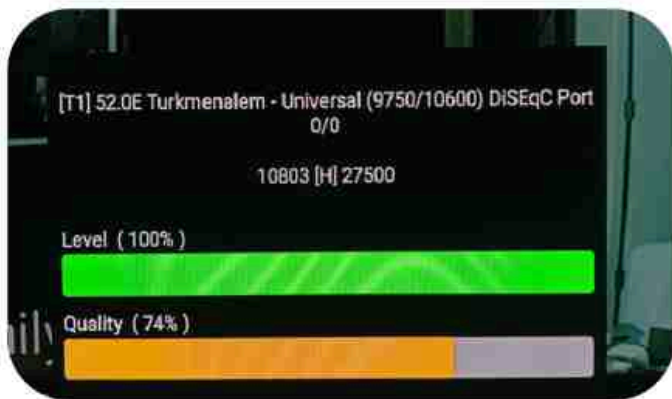 [T1] 52.0E Turkmenalem - Universal (9750/10600) DiSEqC Port
0/0
10803 [H] 27500
Level ( 100% )
Quality ( 74% )